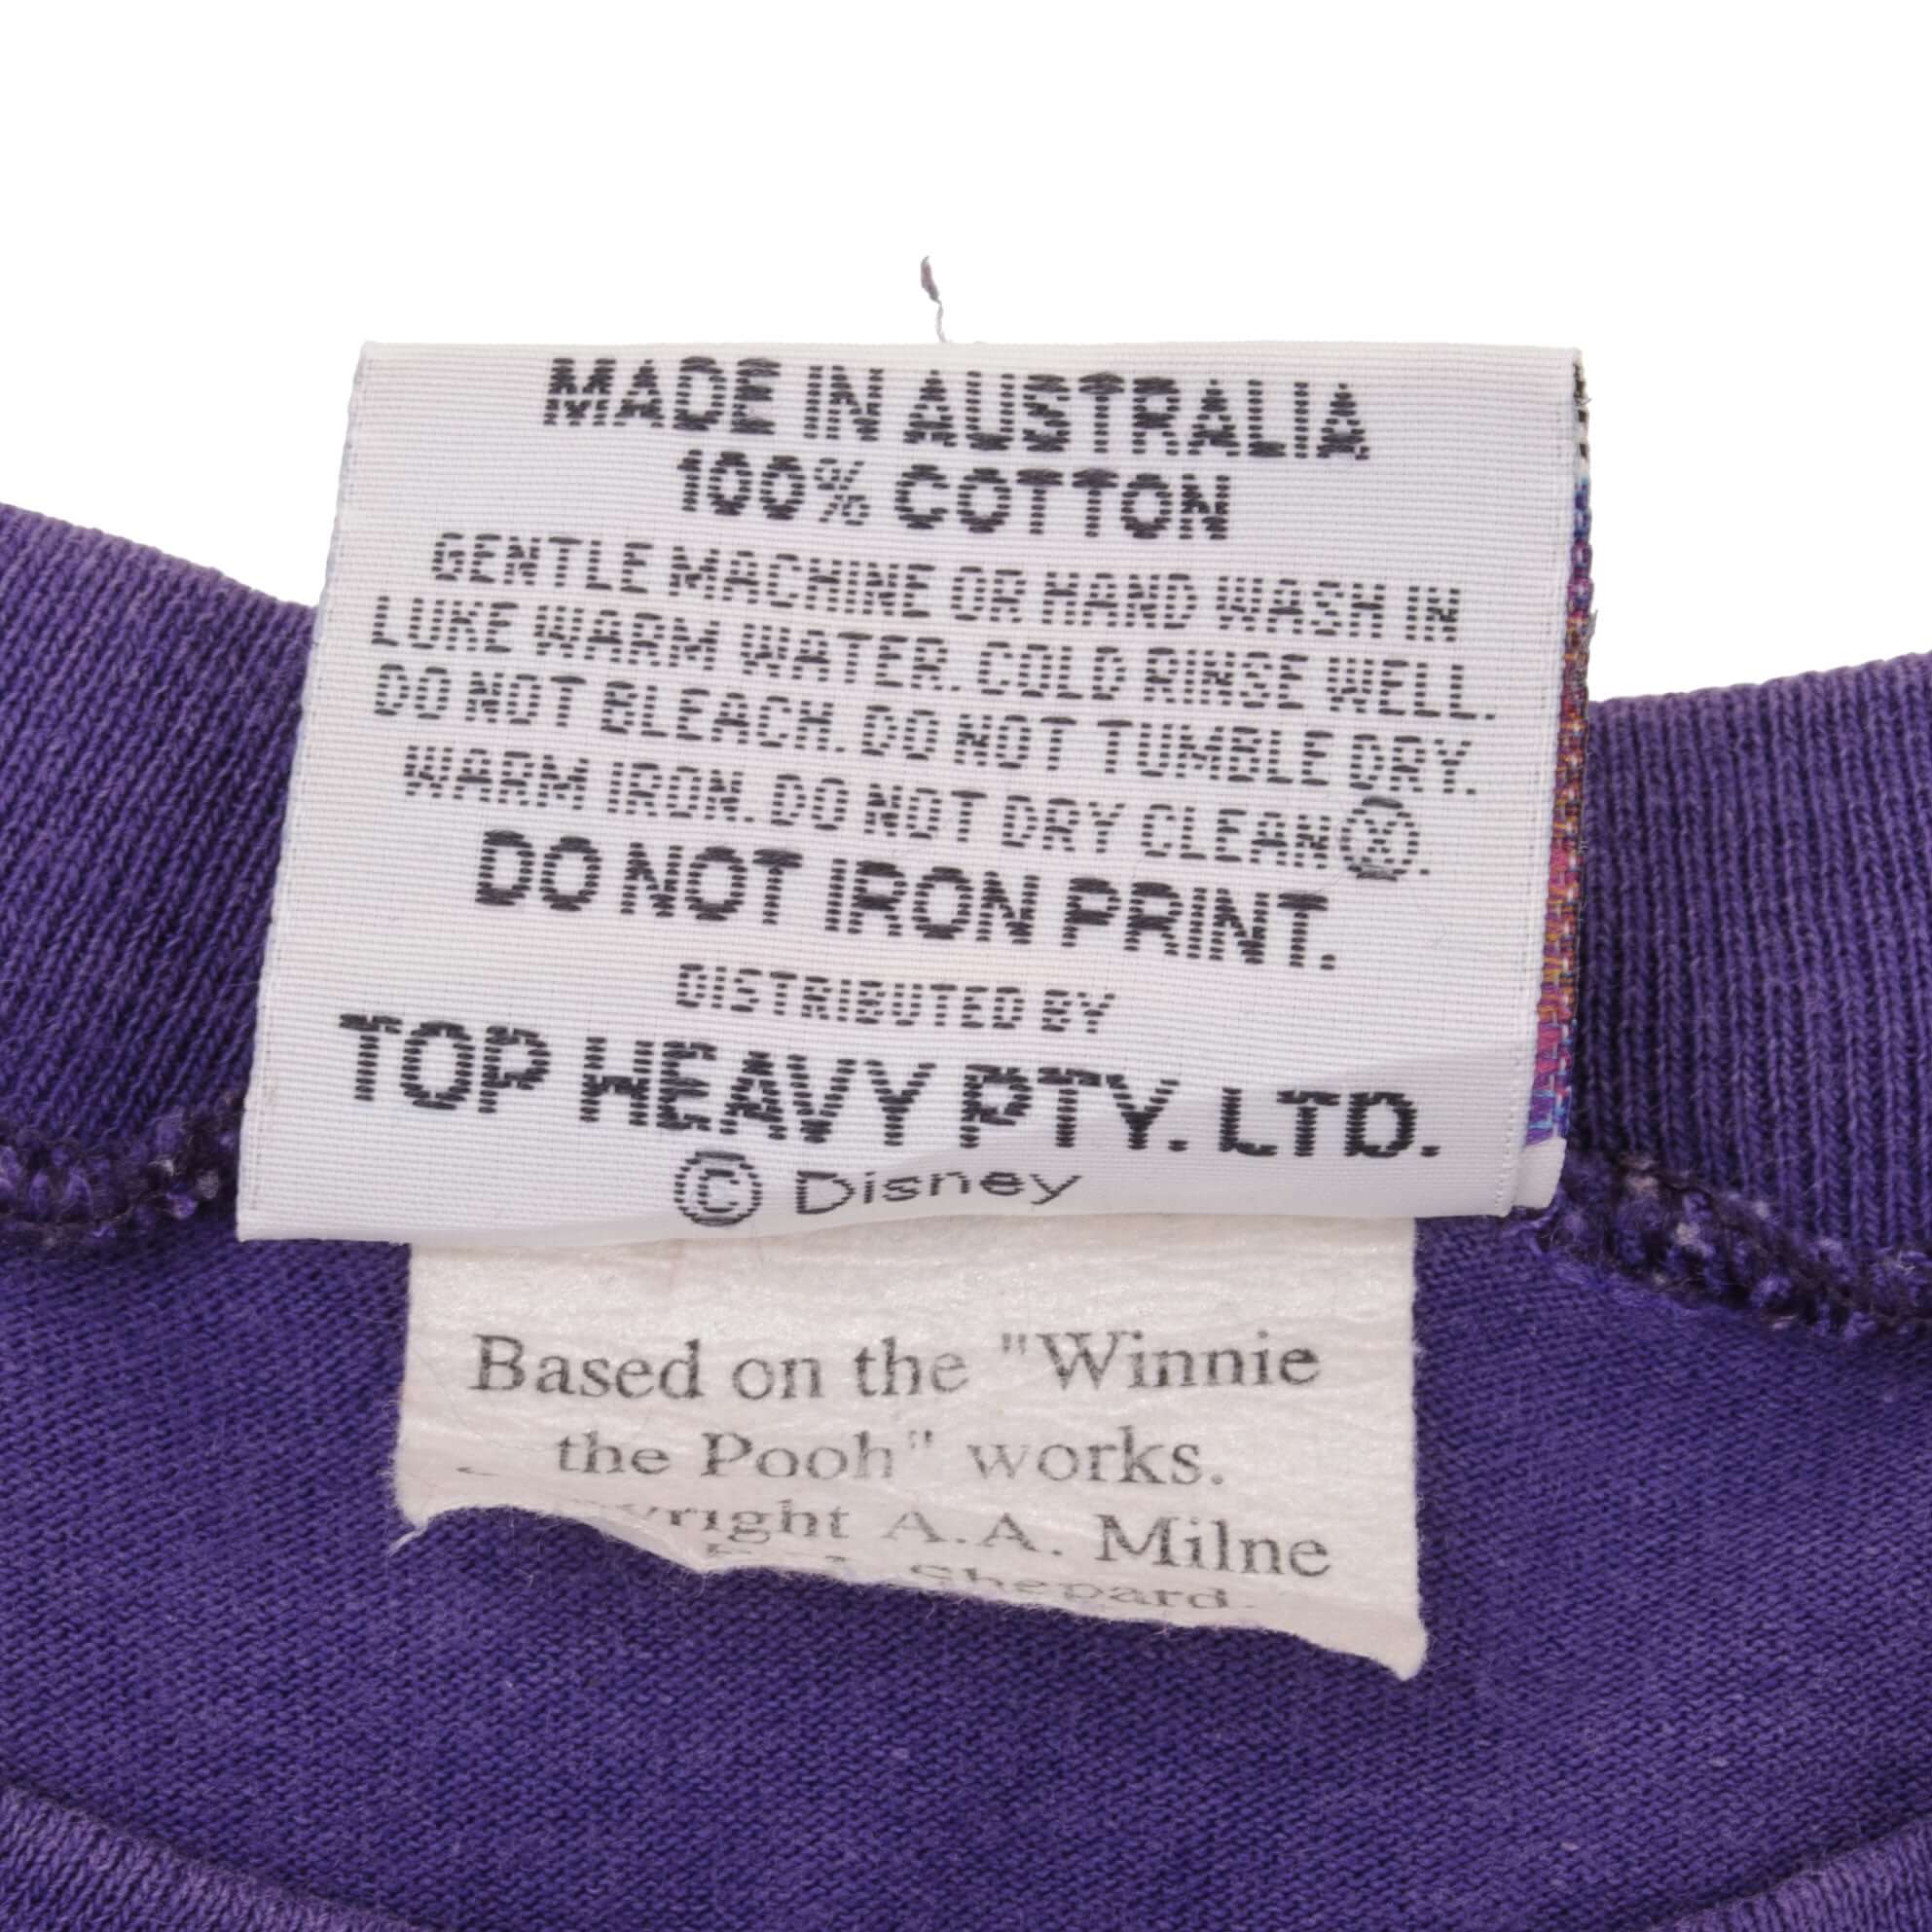 MADE IN AUSTRALIA
100% COTTON
GENTLE MACHINE OR HAND WASH IN
LUKE WARM WATER. COLD RINSE WELL.
DO NOT BLEACH. DO NOT TUMBLE DRY.
WARM IRON. DO NOT DRY CLEAN Ⓧ.
DO NOT IRON PRINT.
DISTRIBUTED BY
TOP HEAVY PTY. LTD.
© Disney
Based on the "Winnie
the Pooh" works.
yright A.A. Milne
Shepard.